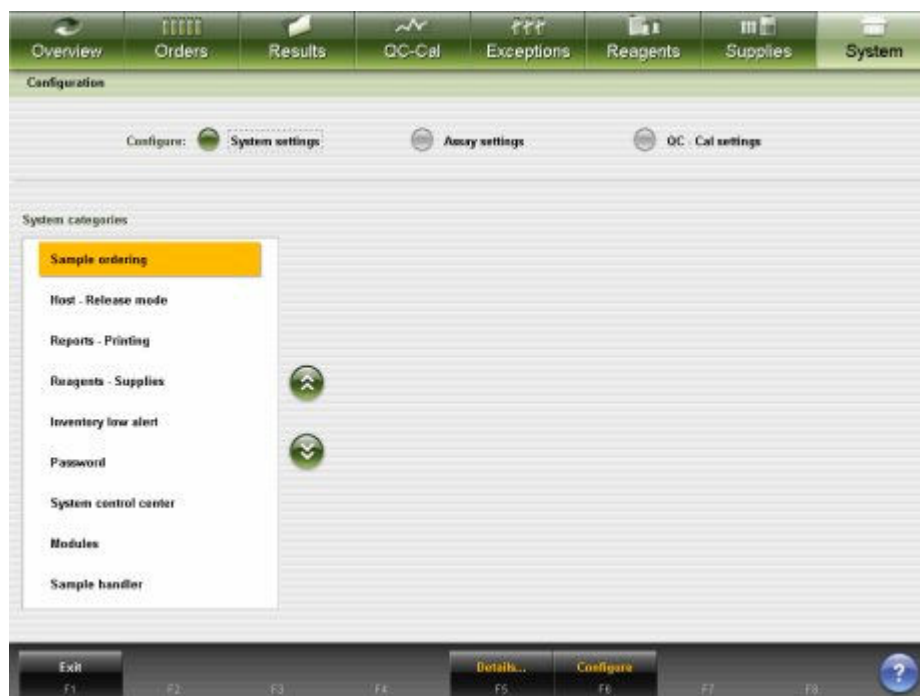 Overview Orders Results QC-Cal Exceptions Reagents Supplies System
Configuration
Configure: System settings Assay settings QC - Cal settings
System categories
Sample ordering
Host - Release mode
Reports - Printing
Reagents - Supplies
Inventory low alert
Password
System control center
Modules
Sample handler
Exit Details... Configure
F1 F2 F3 F4 F5 F6 F7 F8
?